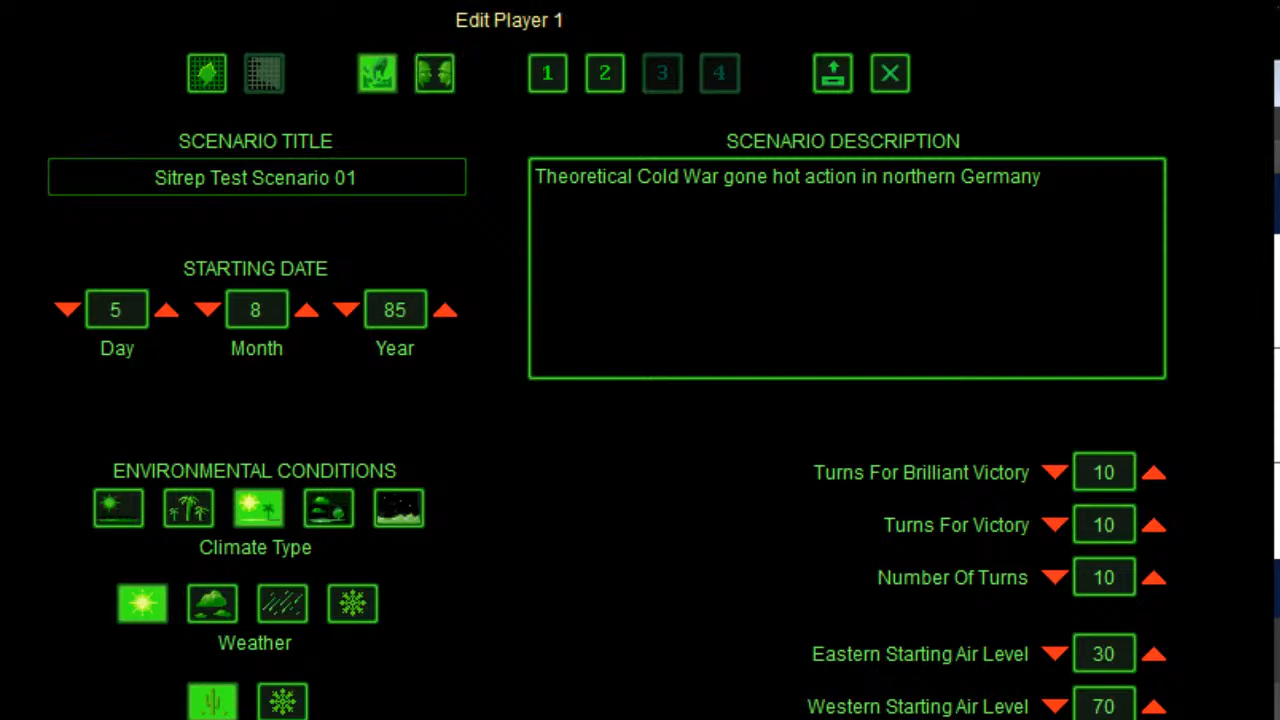 Edit Player 1
1 2 3 4
SCENARIO TITLE
Sitrep Test Scenario 01
SCENARIO DESCRIPTION
Theoretical Cold War gone hot action in northern Germany
STARTING DATE
5 8 85
Day Month Year
ENVIRONMENTAL CONDITIONS
Climate Type
Weather
Turns For Brilliant Victory 10
Turns For Victory 10
Number Of Turns 10
Eastern Starting Air Level 30
Western Starting Air Level 70